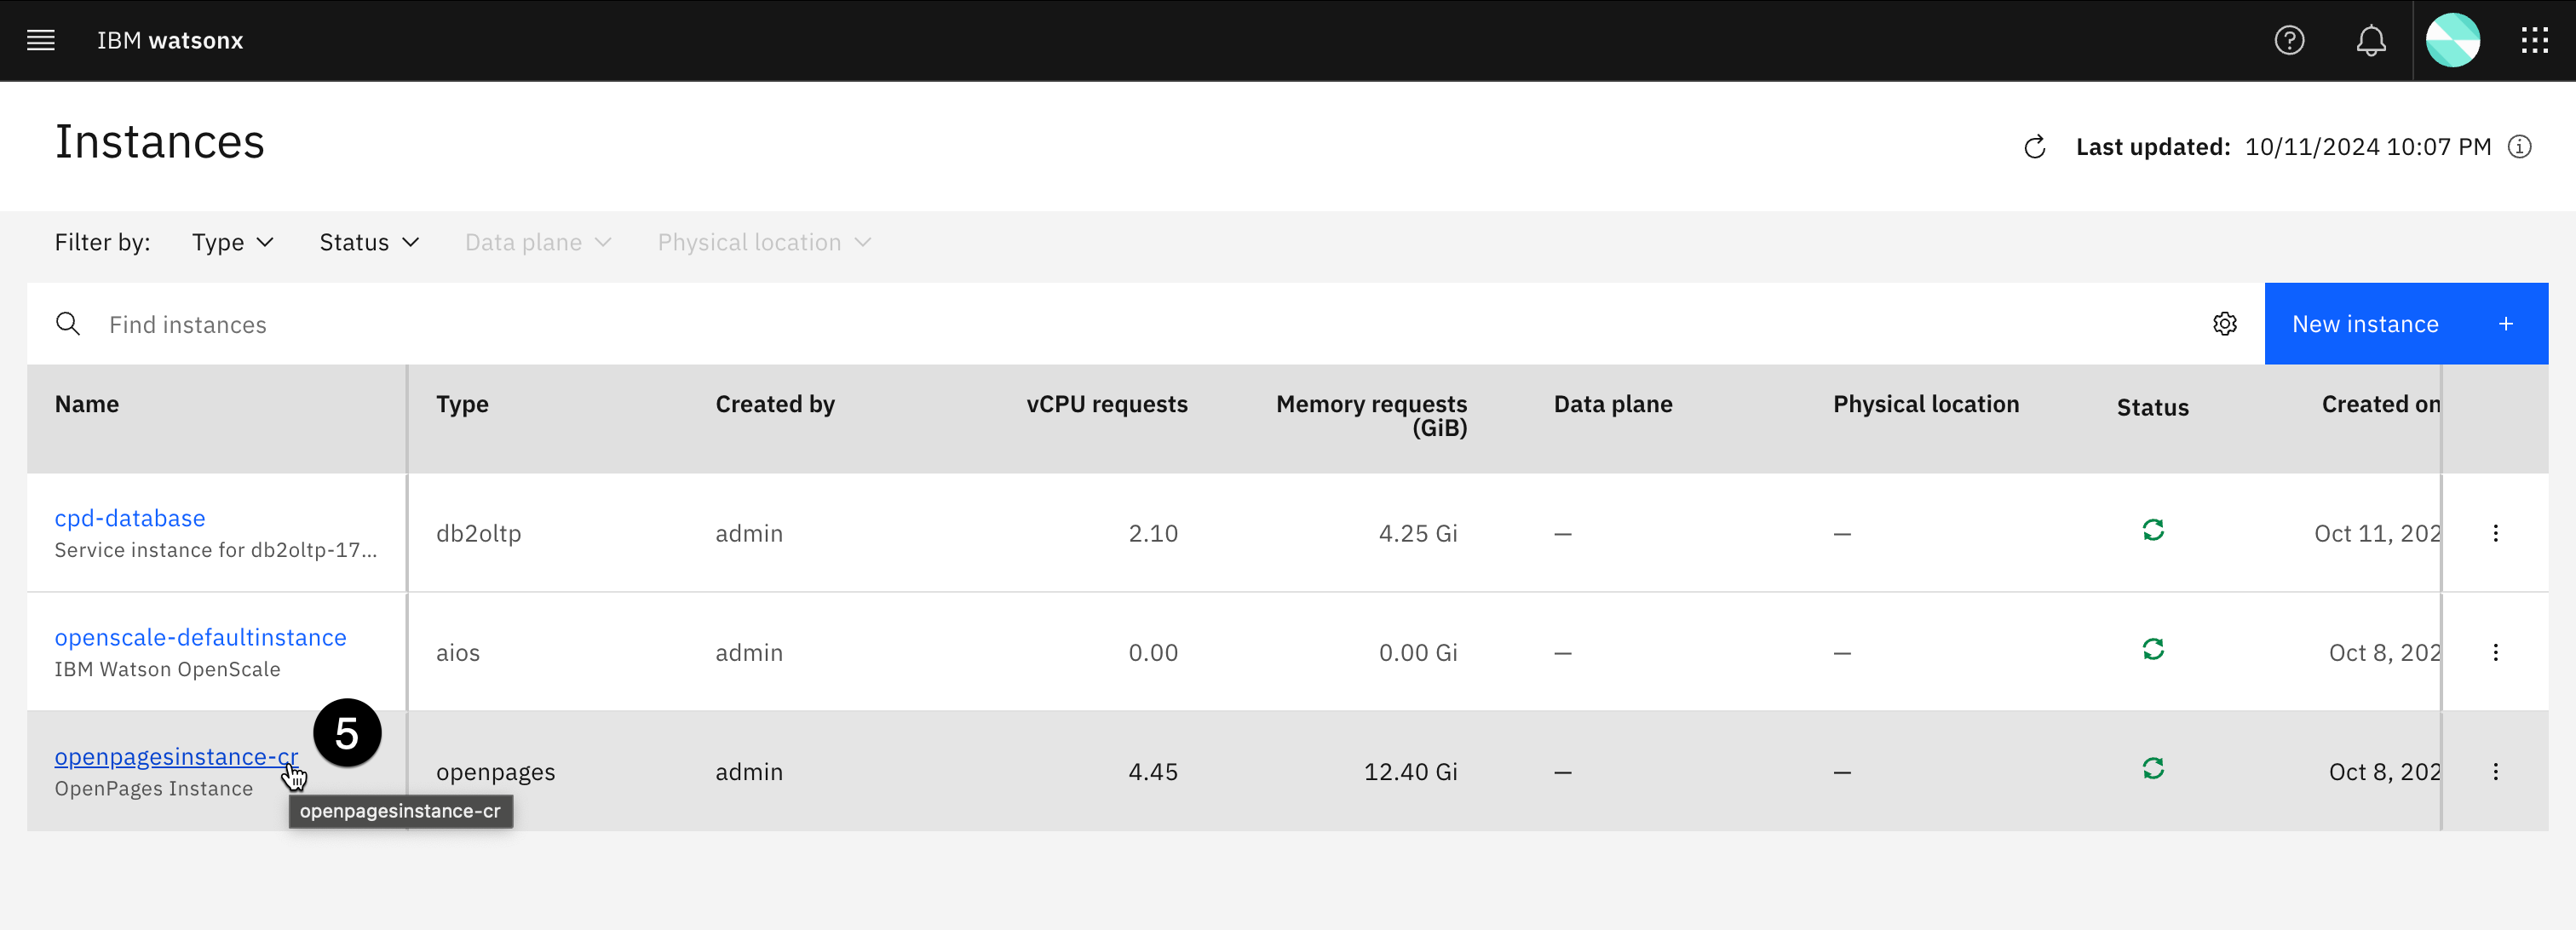 IBM watsonx
Instances
Last updated: 10/11/2024 10:07 PM
Filter by: Type Status Data plane Physical location
Find instances
New instance +
Name Type Created by vCPU requests Memory requests (GiB) Data plane Physical location Status Created on
cpd-database db2oltp admin 2.10 4.25 Gi — — Oct 11, 202
Service instance for db2oltp-17...
openscale-defaultinstance aios admin 0.00 0.00 Gi — — Oct 8, 202
IBM Watson OpenScale
5
openpagesinstance-cr openpages admin 4.45 12.40 Gi — — Oct 8, 202
OpenPages Instance
openpagesinstance-cr